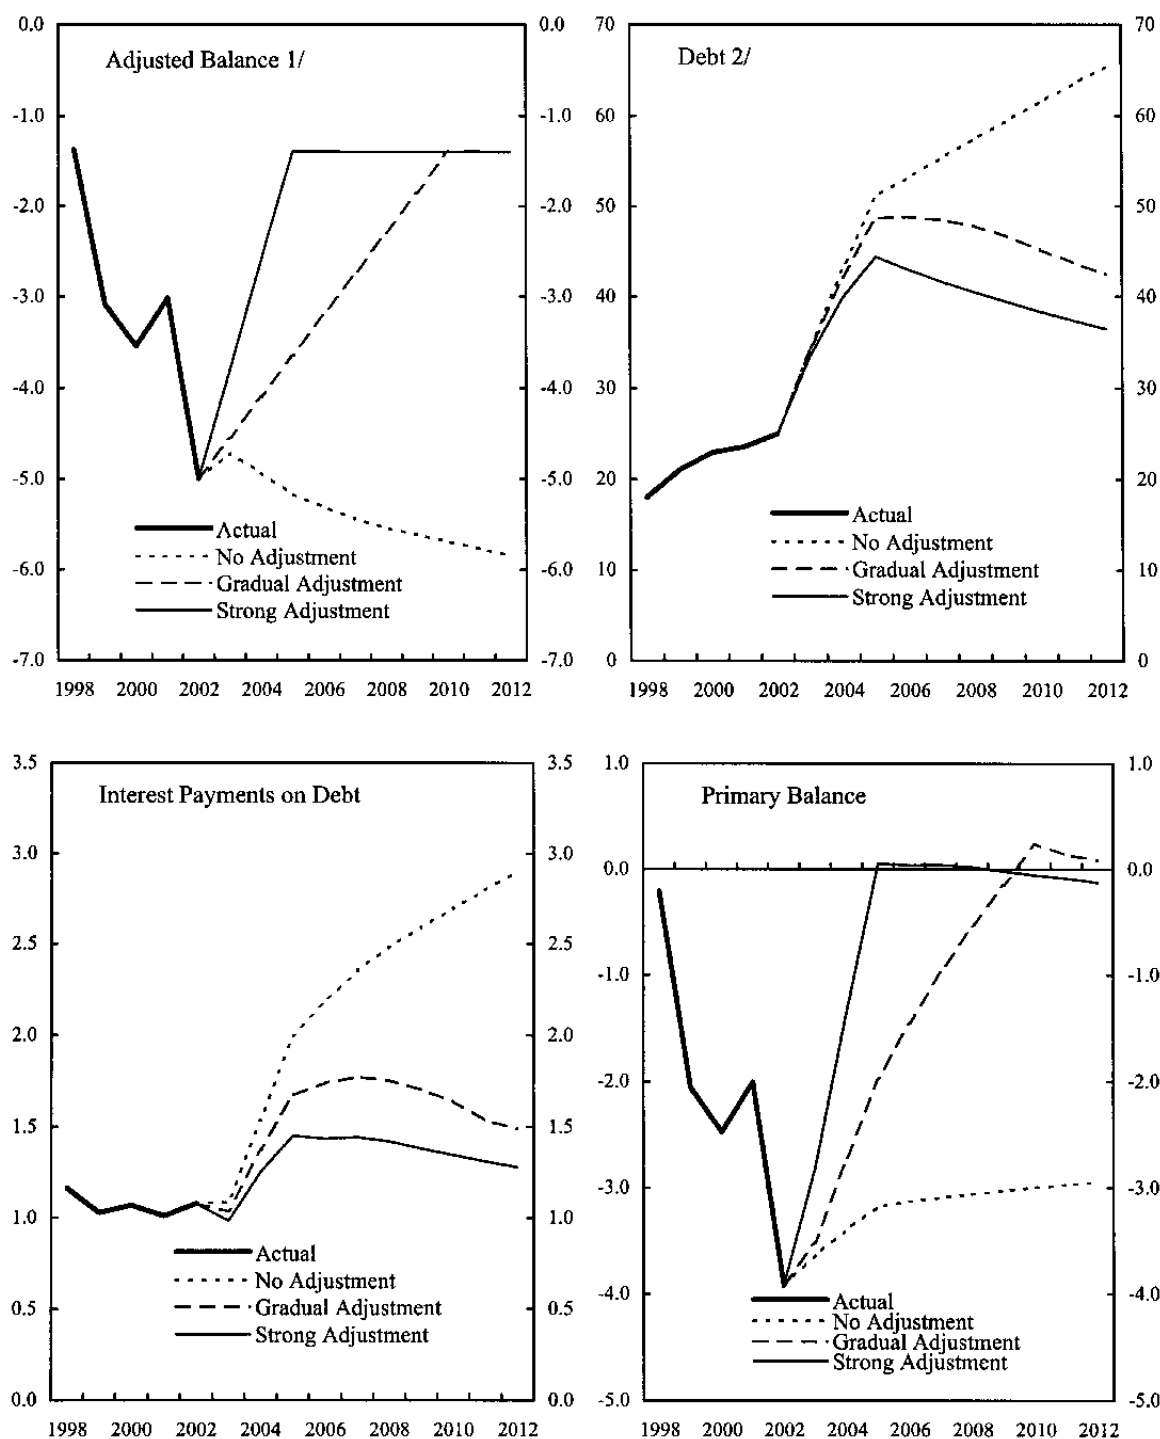 Adjusted Balance 1/
0.0 0.0
-1.0 -1.0
-2.0 -2.0
-3.0 -3.0
-4.0 -4.0
-5.0 -5.0
-6.0 -6.0
-7.0 -7.0
Actual
No Adjustment
Gradual Adjustment
Strong Adjustment
1998 2000 2002 2004 2006 2008 2010 2012
Debt 2/
70 70
60 60
50 50
40 40
30 30
20 20
10 10
0 0
Actual
No Adjustment
Gradual Adjustment
Strong Adjustment
1998 2000 2002 2004 2006 2008 2010 2012
Interest Payments on Debt
3.5 3.5
3.0 3.0
2.5 2.5
2.0 2.0
1.5 1.5
1.0 1.0
0.5 0.5
0.0 0.0
Actual
No Adjustment
Gradual Adjustment
Strong Adjustment
1998 2000 2002 2004 2006 2008 2010 2012
Primary Balance
1.0 1.0
0.0 0.0
-1.0 -1.0
-2.0 -2.0
-3.0 -3.0
-4.0 -4.0
-5.0 -5.0
Actual
No Adjustment
Gradual Adjustment
Strong Adjustment
1998 2000 2002 2004 2006 2008 2010 2012